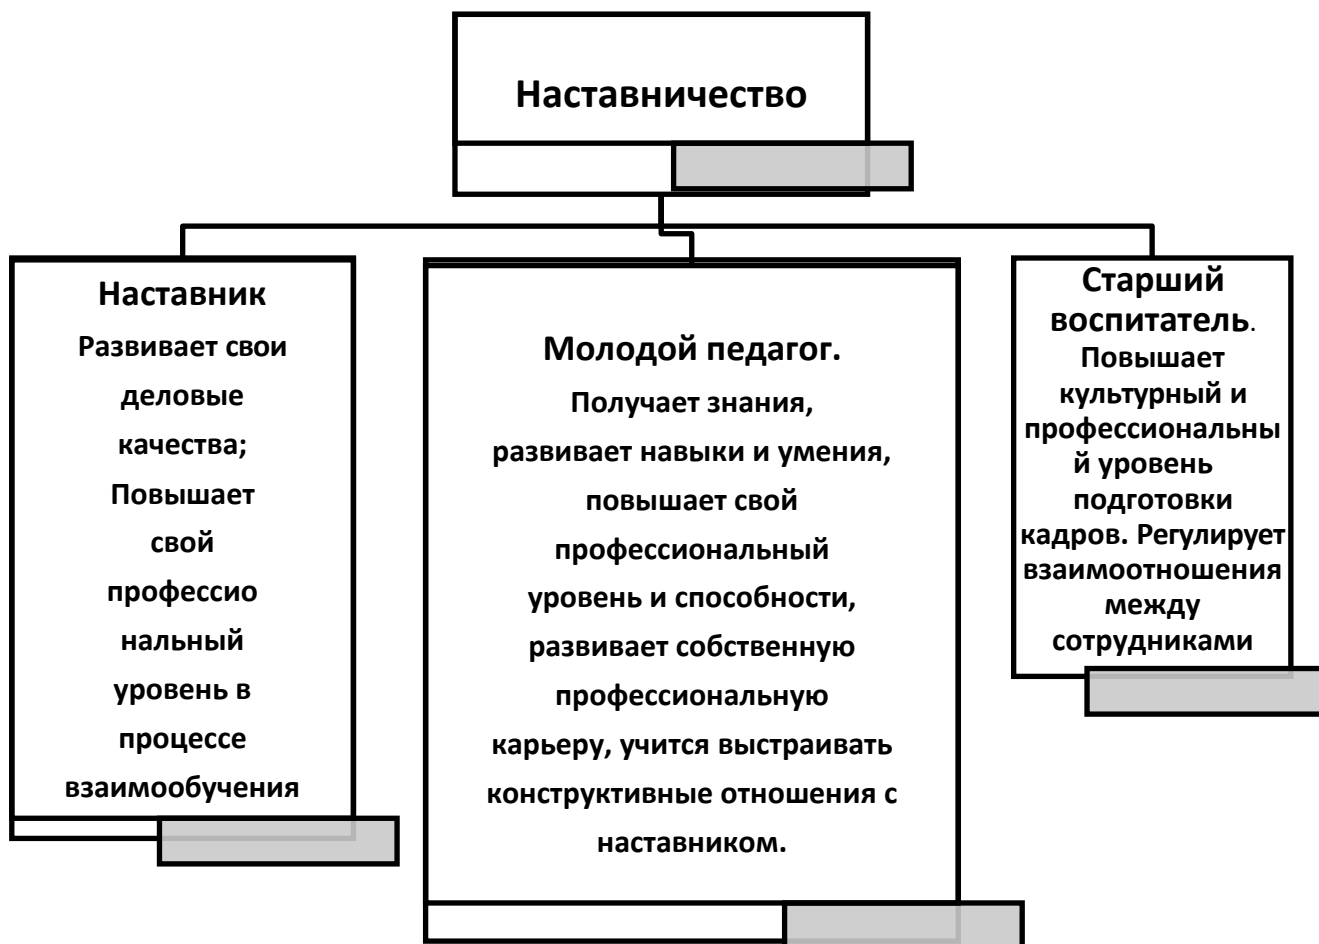 Наставничество
Наставник
Развивает свои
деловые
качества;
Повышает
свой
профессио
нальный
уровень в
процессе
взаимообучения
Молодой педагог.
Получает знания,
развивает навыки и умения,
повышает свой
профессиональный
уровень и способности,
развивает собственную
профессиональную
карьеру, учится выстраивать
конструктивные отношения с
наставником.
Старший
воспитатель.
Повышает
культурный и
профессиональны
й уровень
подготовки
кадров. Регулирует
взаимоотношения
между
сотрудниками